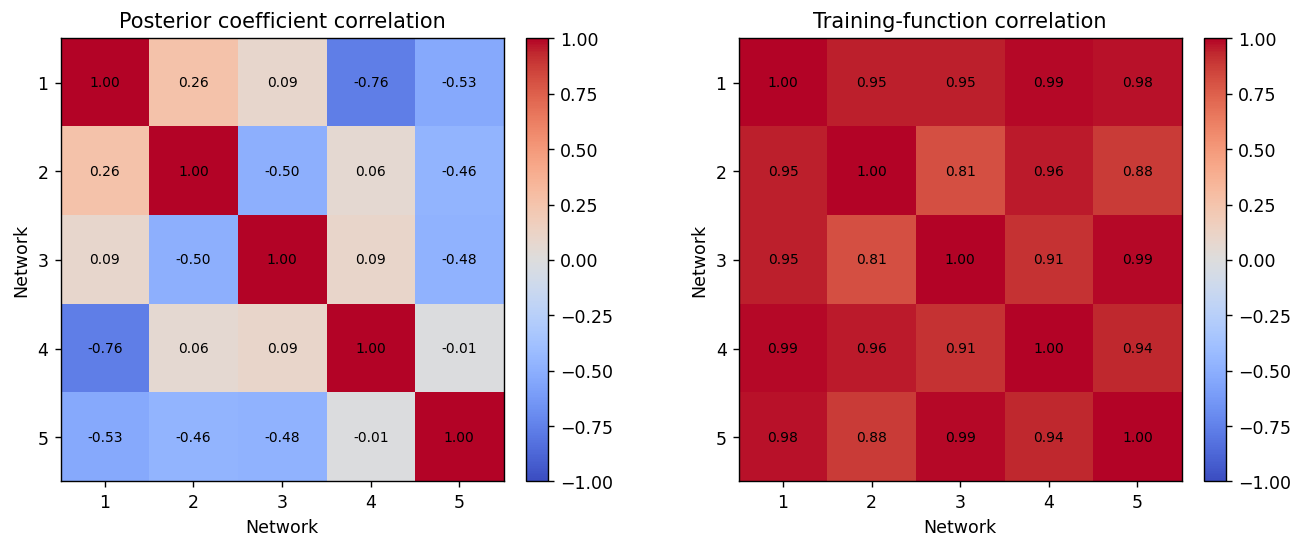 Posterior coefficient correlation
1 1.00 0.26 0.09 -0.76 -0.53
2 0.26 1.00 -0.50 0.06 -0.46
3 0.09 -0.50 1.00 0.09 -0.48
4 -0.76 0.06 0.09 1.00 -0.01
5 -0.53 -0.46 -0.48 -0.01 1.00
1 2 3 4 5
Network
Network
1.00
0.75
0.50
0.25
0.00
−0.25
−0.50
−0.75
−1.00
Training-function correlation
1 1.00 0.95 0.95 0.99 0.98
2 0.95 1.00 0.81 0.96 0.88
3 0.95 0.81 1.00 0.91 0.99
4 0.99 0.96 0.91 1.00 0.94
5 0.98 0.88 0.99 0.94 1.00
1 2 3 4 5
Network
Network
1.00
0.75
0.50
0.25
0.00
−0.25
−0.50
−0.75
−1.00